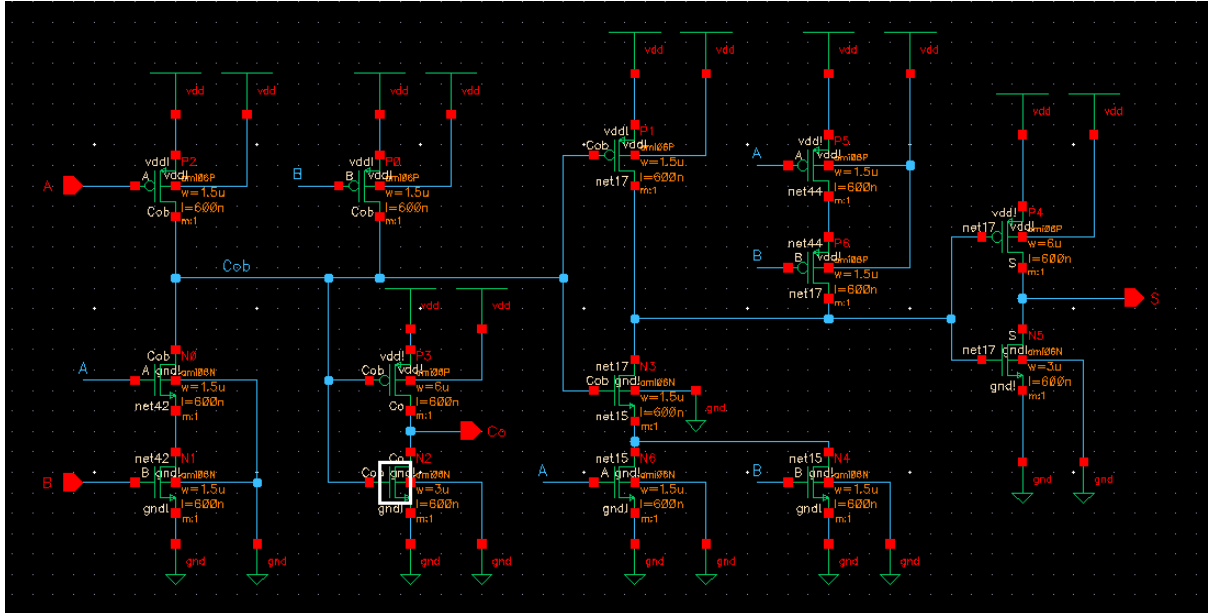 vdd vdd
vdd! P2
A
A vdd! ami06P
w=1.5u
l=600n
Cob m:1
vdd vdd
vdd! P0
B
B vdd! ami06P
w=1.5u
l=600n
Cob m:1
Cob
Cob N0
A
A gnd! ami06N
w=1.5u
l=600n
net42 m:1
net42 N1
B
B gnd! ami06N
w=1.5u
l=600n
gnd! m:1
gnd gnd
vdd vdd
vdd! P3
Cob vdd! ami06P
w=6u
l=600n
Co m:1
Co
Co N2
Cob gnd! ami06N
w=3u
l=600n
gnd! m:1
gnd gnd
vdd vdd
vdd! P1
Cob vdd! ami06P
w=1.5u
l=600n
net17 m:1
vdd vdd
vdd! P5
A
A vdd! ami06P
w=1.5u
l=600n
net44 m:1
net44 P6
B
B vdd! ami06P
w=1.5u
l=600n
net17 m:1
net17 N3
Cob gnd! ami06N
w=1.5u
l=600n
net15 m:1
gnd
net15 N6
A
A gnd! ami06N
w=1.5u
l=600n
gnd! m:1
gnd gnd
net15 N4
B
B gnd! ami06N
w=1.5u
l=600n
gnd! m:1
gnd gnd
vdd vdd
vdd! P4
net17 vdd! ami06P
w=6u
l=600n
S m:1
S
S N5
net17 gnd! ami06N
w=3u
l=600n
gnd! m:1
gnd gnd